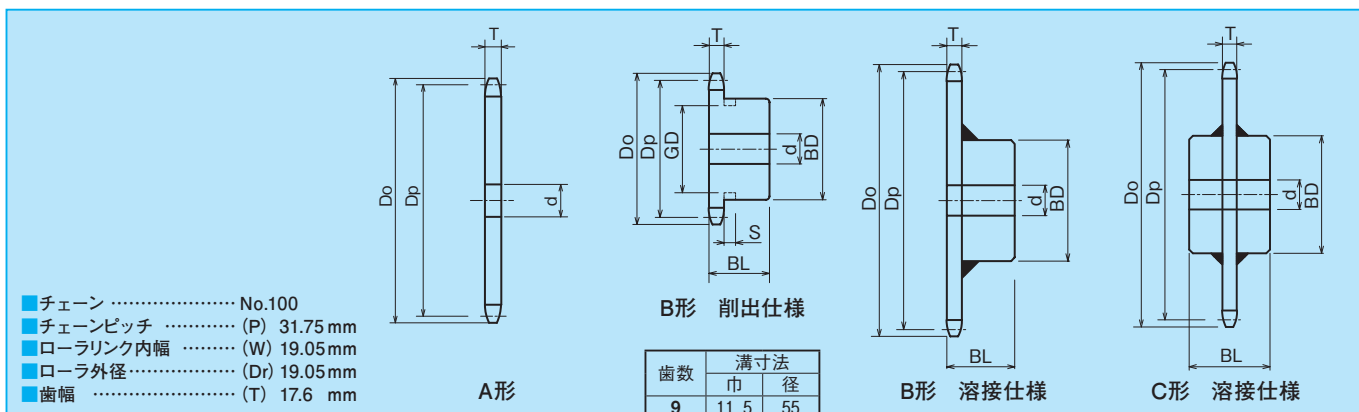 ■チェーン ………………… No.100
■チェーンピッチ ………… (P) 31.75 mm
■ローラリンク内幅 ……… (W) 19.05 mm
■ローラ外径 …………… (Dr) 19.05 mm
■歯幅 ………………… (T) 17.6 mm
T
Do
Dp
d
A形
T
Do
Dp
GD
d
BD
S
BL
B形 削出仕様
歯数 溝寸法
巾 径
9 11.5 55
T
Do
Dp
d
BD
BL
B形 溶接仕様
T
Do
Dp
d
BD
BL
C形 溶接仕様